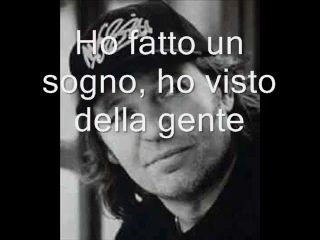 Ho fatto un
sogno, ho visto
della gente